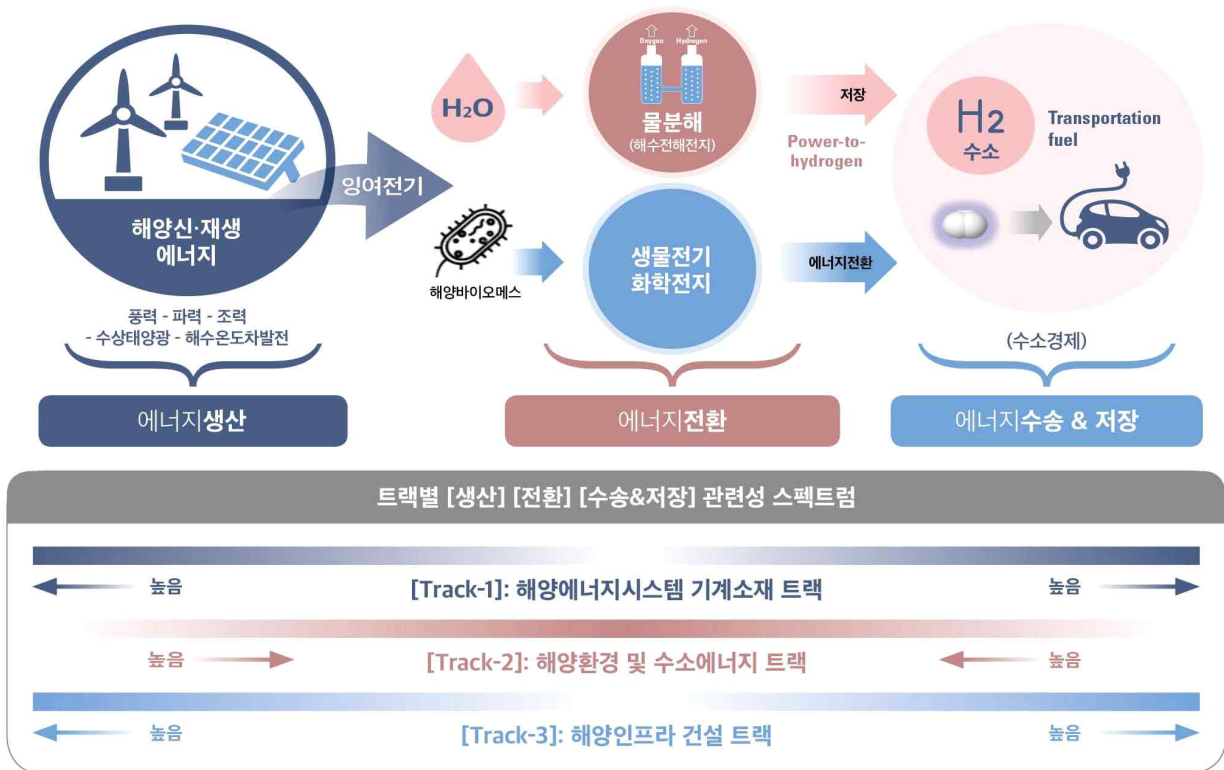 Oxygen Hydrogen
H₂O
물분해
(해수전해전지)
저장
Power-to-
hydrogen
H2
수소
Transportation
fuel
잉여전기
해양신·재생
에너지
해양바이오메스
생물전기
화학전지
에너지전환
풍력 - 파력 - 조력
- 수상태양광 - 해수온도차발전
(수소경제)
에너지생산
에너지전환
에너지수송 & 저장
트랙별 [생산] [전환] [수송&저장] 관련성 스펙트럼
높음 [Track-1]: 해양에너지시스템 기계소재 트랙 높음
높음 [Track-2]: 해양환경 및 수소에너지 트랙 높음
높음 [Track-3]: 해양인프라 건설 트랙 높음